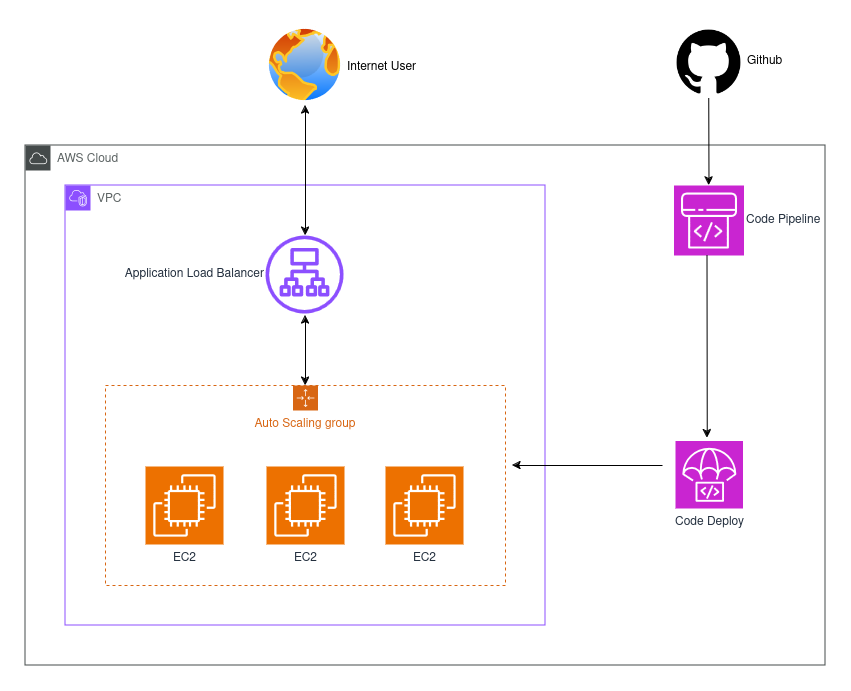 Internet User
Github
AWS Cloud
VPC
Code Pipeline
Application Load Balancer
Auto Scaling group
EC2
EC2
EC2
Code Deploy